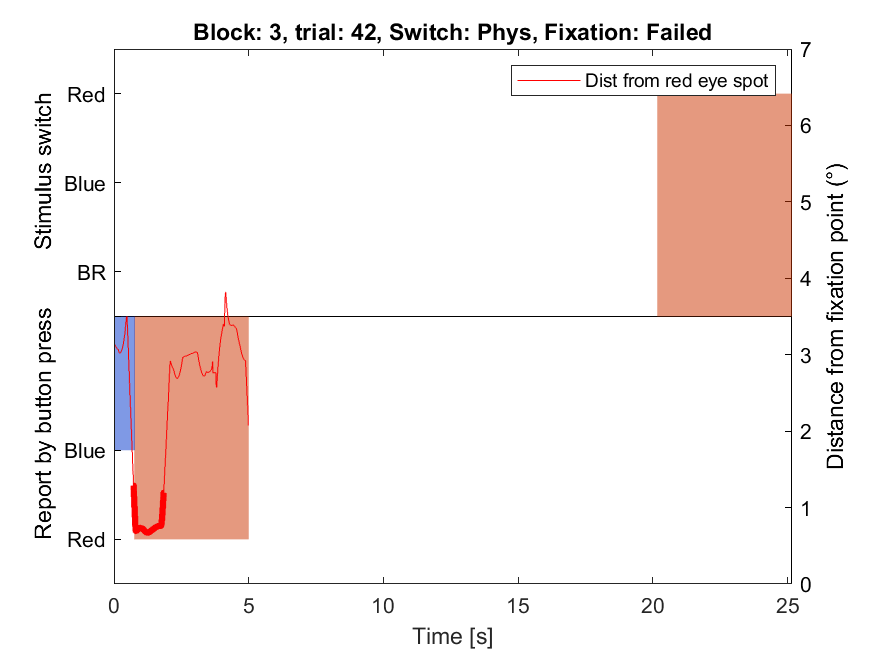 Block: 3, trial: 42, Switch: Phys, Fixation: Failed
Dist from red eye spot
Stimulus switch
Red
Blue
BR
Report by button press
Blue
Red
7
6
5
4
3
2
1
0
Distance from fixation point (°)
0
5
10
15
20
25
Time [s]